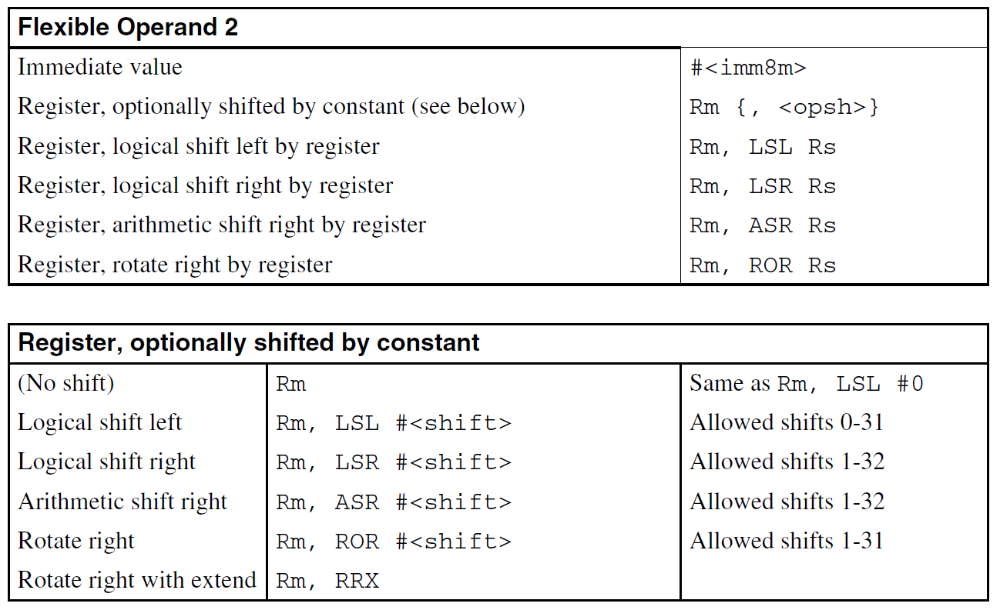 Flexible Operand 2
Immediate value #<imm8m>
Register, optionally shifted by constant (see below) Rm {, <opsh>}
Register, logical shift left by register Rm, LSL Rs
Register, logical shift right by register Rm, LSR Rs
Register, arithmetic shift right by register Rm, ASR Rs
Register, rotate right by register Rm, ROR Rs
Register, optionally shifted by constant
(No shift) Rm Same as Rm, LSL #0
Logical shift left Rm, LSL #<shift> Allowed shifts 0-31
Logical shift right Rm, LSR #<shift> Allowed shifts 1-32
Arithmetic shift right Rm, ASR #<shift> Allowed shifts 1-32
Rotate right Rm, ROR #<shift> Allowed shifts 1-31
Rotate right with extend Rm, RRX